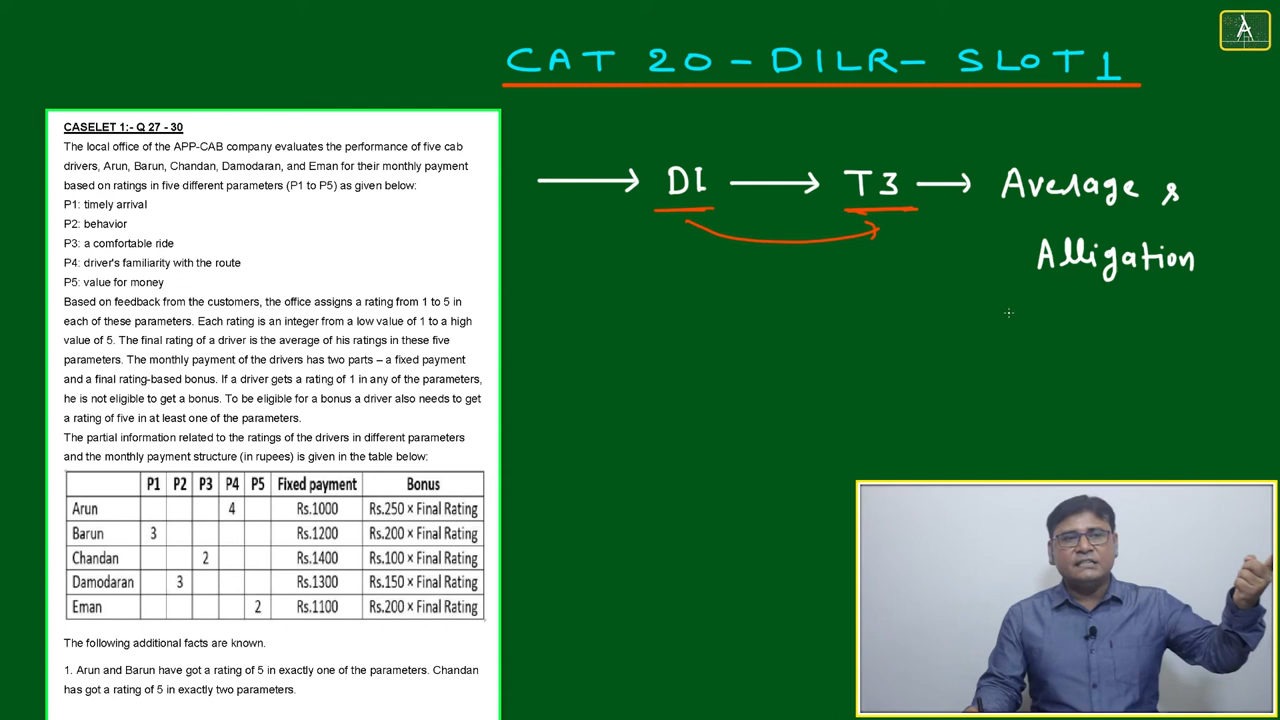 CAT 20 - DILR - SLOT 1
A
CASELET 1:- Q 27 - 30
The local office of the APP-CAB company evaluates the performance of five cab
drivers, Arun, Barun, Chandan, Damodaran, and Eman for their monthly payment
based on ratings in five different parameters (P1 to P5) as given below:
P1: timely arrival
P2: behavior
P3: a comfortable ride
P4: driver's familiarity with the route
P5: value for money
Based on feedback from the customers, the office assigns a rating from 1 to 5 in
each of these parameters. Each rating is an integer from a low value of 1 to a high
value of 5. The final rating of a driver is the average of his ratings in these five
parameters. The monthly payment of the drivers has two parts – a fixed payment
and a final rating-based bonus. If a driver gets a rating of 1 in any of the parameters,
he is not eligible to get a bonus. To be eligible for a bonus a driver also needs to get
a rating of five in at least one of the parameters.
The partial information related to the ratings of the drivers in different parameters
and the monthly payment structure (in rupees) is given in the table below:
P1 P2 P3 P4 P5 Fixed payment Bonus
Arun 4 Rs.1000 Rs.250 × Final Rating
Barun 3 Rs.1200 Rs.200 × Final Rating
Chandan 2 Rs.1400 Rs.100 × Final Rating
Damodaran 3 Rs.1300 Rs.150 × Final Rating
Eman 2 Rs.1100 Rs.200 × Final Rating
The following additional facts are known.
1. Arun and Barun have got a rating of 5 in exactly one of the parameters. Chandan
has got a rating of 5 in exactly two parameters.
DI T3 Average &
Alligation